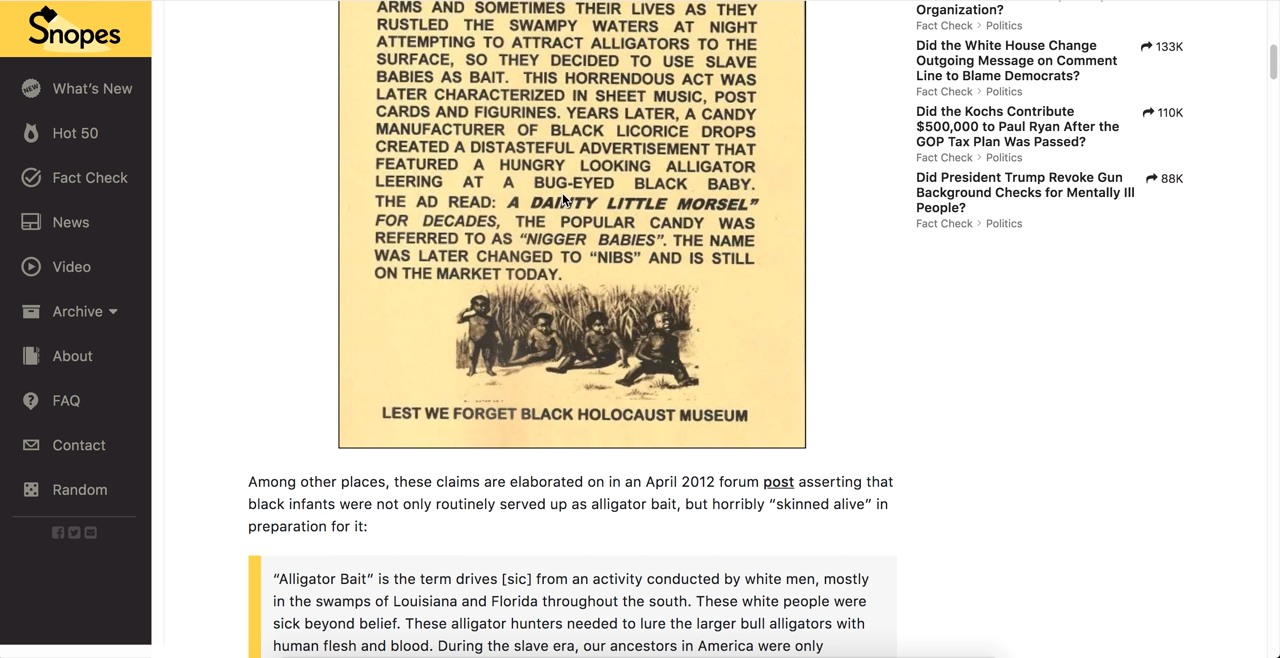 Snopes
What's New
Hot 50
Fact Check
News
Video
Archive
About
FAQ
Contact
Random
ARMS AND SOMETIMES THEIR LIVES AS THEY
RUSTLED THE SWAMPY WATERS AT NIGHT
ATTEMPTING TO ATTRACT ALLIGATORS TO THE
SURFACE, SO THEY DECIDED TO USE SLAVE
BABIES AS BAIT. THIS HORRENDOUS ACT WAS
LATER CHARACTERIZED IN SHEET MUSIC, POST
CARDS AND FIGURINES. YEARS LATER, A CANDY
MANUFACTURER OF BLACK LICORICE DROPS
CREATED A DISTASTEFUL ADVERTISEMENT THAT
FEATURED A HUNGRY LOOKING ALLIGATOR
LEERING AT A BUG-EYED BLACK BABY.
THE AD READ: A DAINTY LITTLE MORSEL”
FOR DECADES, THE POPULAR CANDY WAS
REFERRED TO AS “NIGGER BABIES”. THE NAME
WAS LATER CHANGED TO “NIBS” AND IS STILL
ON THE MARKET TODAY.
LEST WE FORGET BLACK HOLOCAUST MUSEUM
Among other places, these claims are elaborated on in an April 2012 forum post asserting that
black infants were not only routinely served up as alligator bait, but horribly “skinned alive” in
preparation for it:
“Alligator Bait” is the term drives [sic] from an activity conducted by white men, mostly
in the swamps of Louisiana and Florida throughout the south. These white people were
sick beyond belief. These alligator hunters needed to lure the larger bull alligators with
human flesh and blood. During the slave era, our ancestors in America were only
Organization?
Fact Check > Politics
Did the White House Change
Outgoing Message on Comment
Line to Blame Democrats?
133K
Fact Check > Politics
Did the Kochs Contribute
$500,000 to Paul Ryan After the
GOP Tax Plan Was Passed?
110K
Fact Check > Politics
Did President Trump Revoke Gun
Background Checks for Mentally Ill
People?
88K
Fact Check > Politics